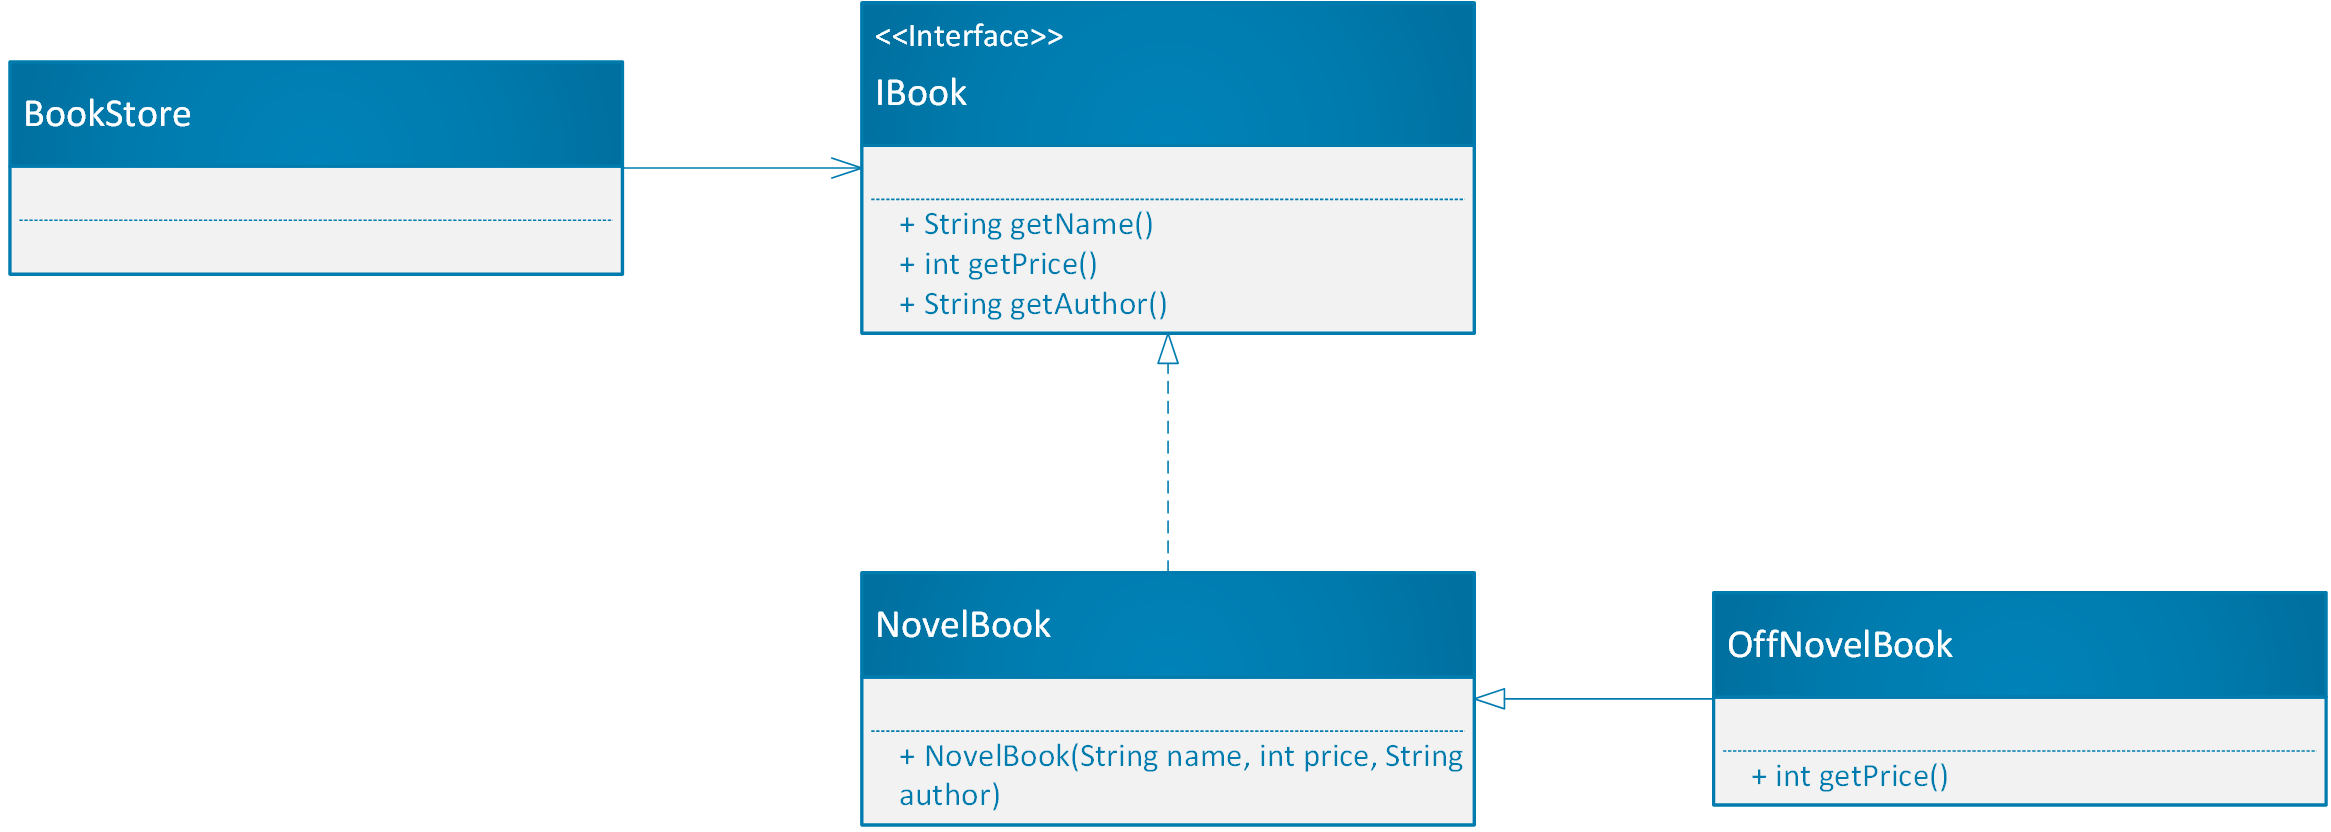 BookStore
<<Interface>>
IBook
+ String getName()
+ int getPrice()
+ String getAuthor()
NovelBook
+ NovelBook(String name, int price, String
author)
OffNovelBook
+ int getPrice()